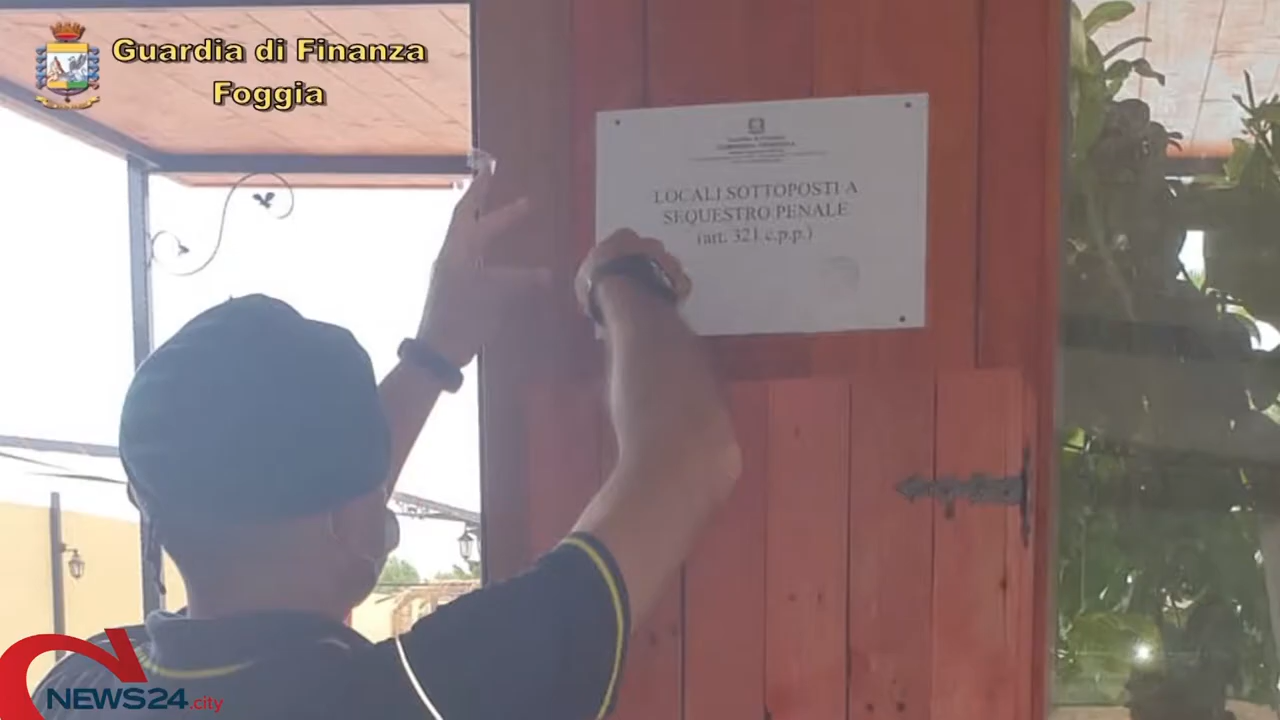 Guardia di Finanza
Foggia
LOCALI SOTTOPOSTI A
SEQUESTRO PENALE
(art. 321 c.p.p.)
NEWS24.city